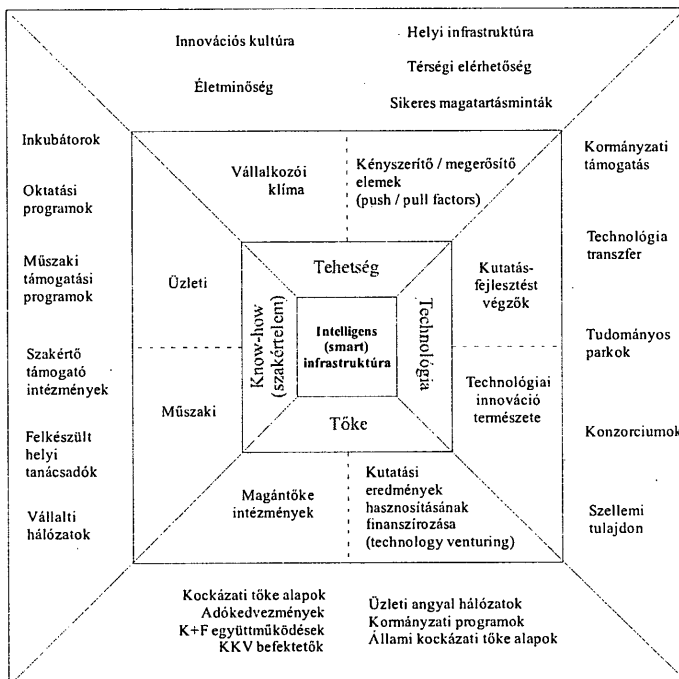 Innovációs kultúra
Életminőség
Helyi infrastruktúra
Térségi elérhetőség
Sikeres magatartásminták
Inkubátorok
Oktatási
programok
Műszaki
támogatási
programok
Szakértő
támogató
intézmények
Felkészült
helyi
tanácsadók
Vállalti
hálózatok
Vállalkozói
klíma
Kényszerítő / megerősítő
elemek
(push / pull factors)
Üzleti
Műszaki
Know-how
(szakértelem)
Tehetség
Intelligens
(smart)
infrastruktúra
Technológia
Tőke
Kutatás-
fejlesztést
végzők
Technológiai
innováció
természete
Magántőke
intézmények
Kutatási
eredmények
hasznosításának
finanszírozása
(technology venturing)
Kormányzati
támogatás
Technológia
transzfer
Tudományos
parkok
Konzorciumok
Szellemi
tulajdon
Kockázati tőke alapok
Adókedvezmények
K+F együttműködések
KKV befektetők
Üzleti angyal hálózatok
Kormányzati programok
Állami kockázati tőke alapok